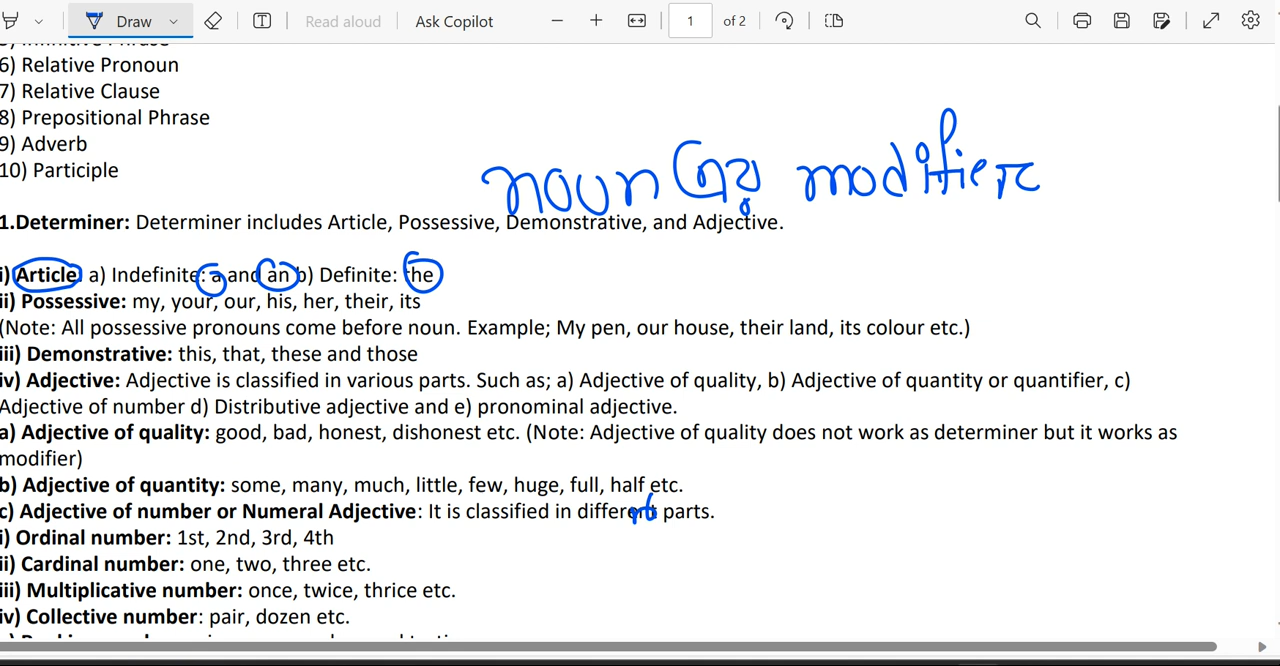 Draw
Read aloud
Ask Copilot
1 of 2
6) Relative Pronoun
7) Relative Clause
8) Prepositional Phrase
9) Adverb
10) Participle
noun modifier
1.Determiner: Determiner includes Article, Possessive, Demonstrative, and Adjective.
i) Article a) Indefinite: a and an b) Definite: the
ii) Possessive: my, your, our, his, her, their, its
(Note: All possessive pronouns come before noun. Example; My pen, our house, their land, its colour etc.)
iii) Demonstrative: this, that, these and those
iv) Adjective: Adjective is classified in various parts. Such as; a) Adjective of quality, b) Adjective of quantity or quantifier, c)
Adjective of number d) Distributive adjective and e) pronominal adjective.
a) Adjective of quality: good, bad, honest, dishonest etc. (Note: Adjective of quality does not work as determiner but it works as
modifier)
b) Adjective of quantity: some, many, much, little, few, huge, full, half etc.
c) Adjective of number or Numeral Adjective: It is classified in different parts.
i) Ordinal number: 1st, 2nd, 3rd, 4th
ii) Cardinal number: one, two, three etc.
iii) Multiplicative number: once, twice, thrice etc.
iv) Collective number: pair, dozen etc.